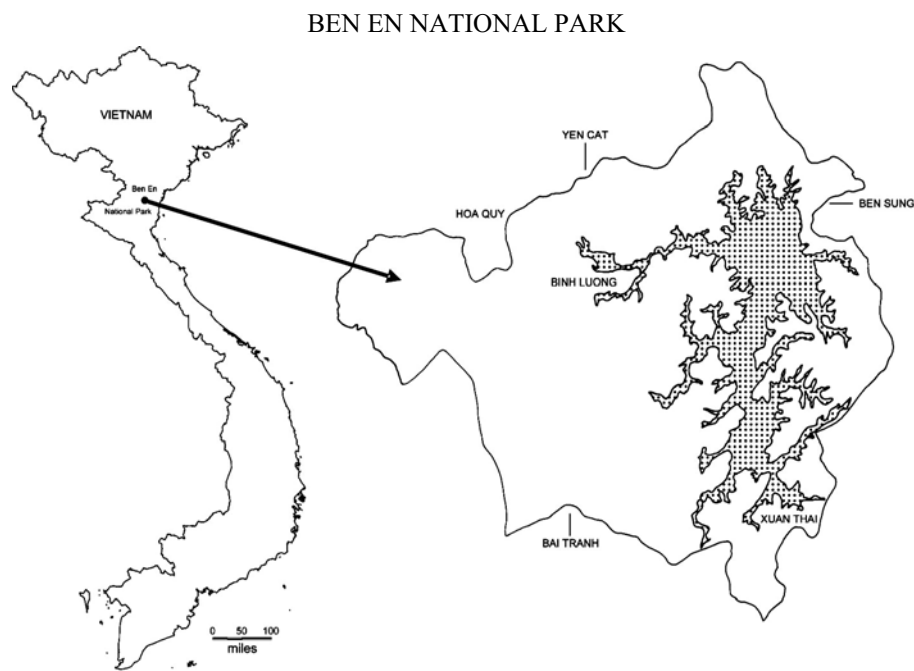 BEN EN NATIONAL PARK
VIETNAM
Ben En
National Park
YEN CAT
HOA QUY
BEN SUNG
BINH LUONG
XUAN THAI
BAI TRANH
0 50 100
miles